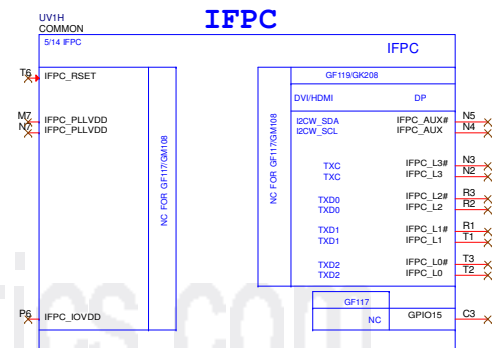 IFPC
UV1H
COMMON
5/14 IFPC
IFPC
T6 IFPC_RSET
GF119/GK208
DVI/HDMI DP
M7 IFPC_PLLVDD
N7 IFPC_PLLVDD
NC FOR GF117/GM108
NC FOR GF117/GM108
I2CW_SDA IFPC_AUX# N5
I2CW_SCL IFPC_AUX N4
TXC IFPC_L3# N3
TXC IFPC_L3 N2
TXD0 IFPC_L2# R3
TXD0 IFPC_L2 R2
TXD1 IFPC_L1# R1
TXD1 IFPC_L1 T1
TXD2 IFPC_L0# T3
TXD2 IFPC_L0 T2
GF117
P6 IFPC_IOVDD
NC GPIO15 C3
rics.com